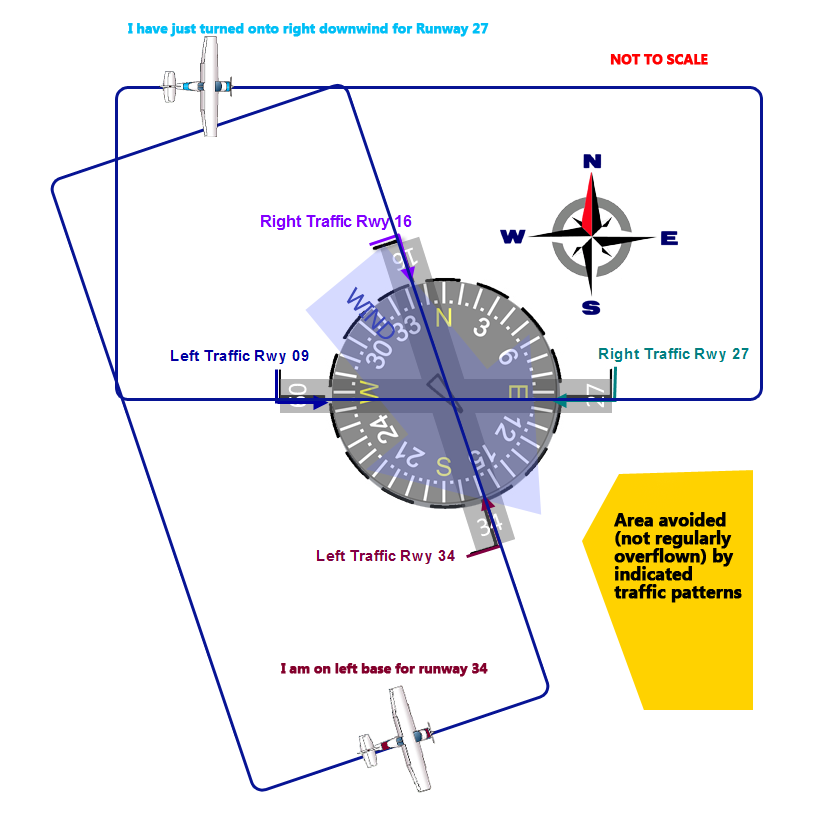 I have just turned onto right downwind for Runway 27
NOT TO SCALE
N
W
E
S
Right Traffic Rwy 16
16
WIND
33
N
3
30
6
Left Traffic Rwy 09
Right Traffic Rwy 27
09
W
E
27
24
12
21
S
15
34
Left Traffic Rwy 34
Area avoided
(not regularly
overflown) by
indicated
traffic patterns
I am on left base for runway 34